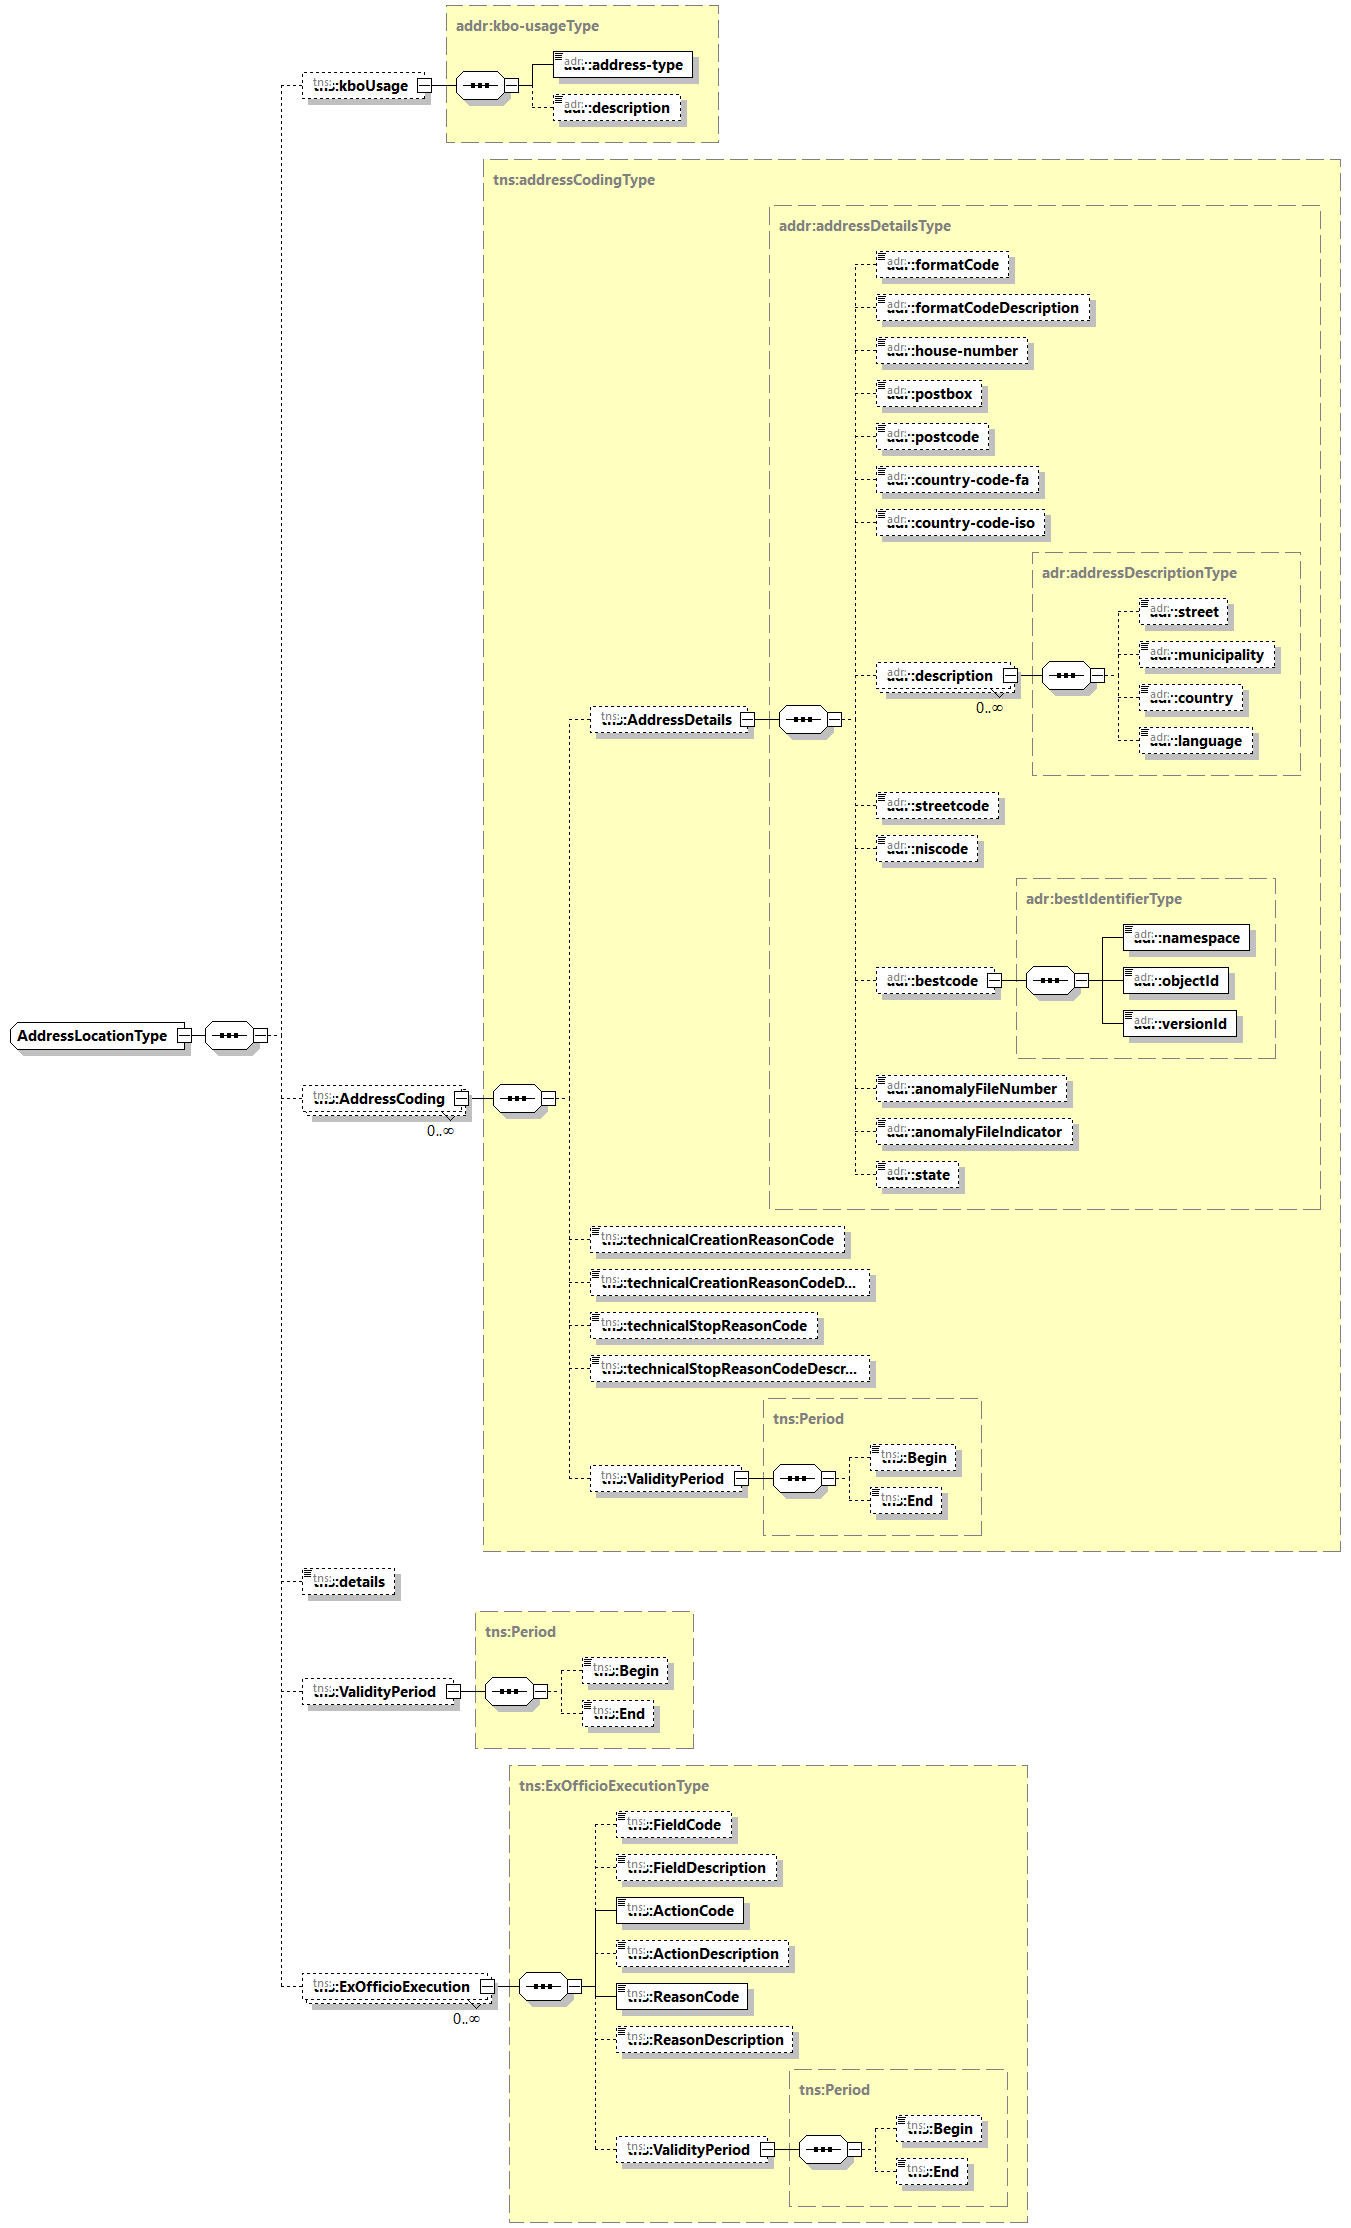 addr:kbo-usageType
adr:address-type
tns:kboUsage
adr:description
tns:addressCodingType
addr:addressDetailsType
adr:formatCode
adr:formatCodeDescription
adr:house-number
adr:postbox
adr:postcode
adr:country-code-fa
adr:country-code-iso
adr:addressDescriptionType
adr:street
adr:municipality
adr:description
adr:country
0..∞
tns:AddressDetails
adr:language
adr:streetcode
adr:niscode
adr:bestIdentifierType
adr:namespace
adr:bestcode
adr:objectId
adr:versionId
AddressLocationType
adr:anomalyFileNumber
tns:AddressCoding
0..∞
adr:anomalyFileIndicator
adr:state
tns:technicalCreationReasonCode
tns:technicalCreationReasonCodeD...
tns:technicalStopReasonCode
tns:technicalStopReasonCodeDescr...
tns:Period
tns:Begin
tns:ValidityPeriod
tns:End
tns:details
tns:Period
tns:Begin
tns:ValidityPeriod
tns:End
tns:ExOfficioExecutionType
tns:FieldCode
tns:FieldDescription
tns:ActionCode
tns:ActionDescription
tns:ExOfficioExecution
0..∞
tns:ReasonCode
tns:ReasonDescription
tns:Period
tns:Begin
tns:ValidityPeriod
tns:End